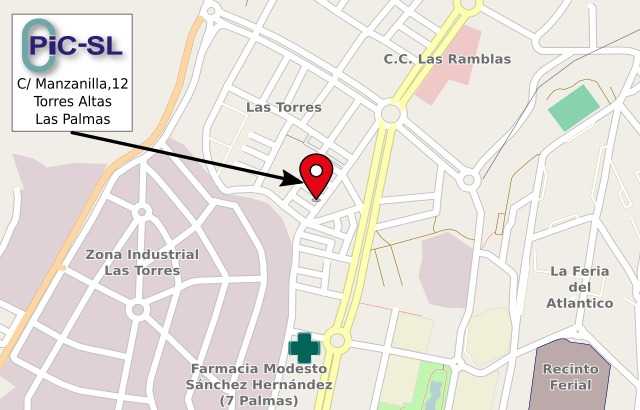 PiC-SL
C/ Manzanilla,12
Torres Altas
Las Palmas
C.C. Las Ramblas
Las Torres
Zona Industrial
Las Torres
La Feria
del
Atlantico
Farmacia Modesto
Sánchez Hernández
(7 Palmas)
Recinto
Ferial